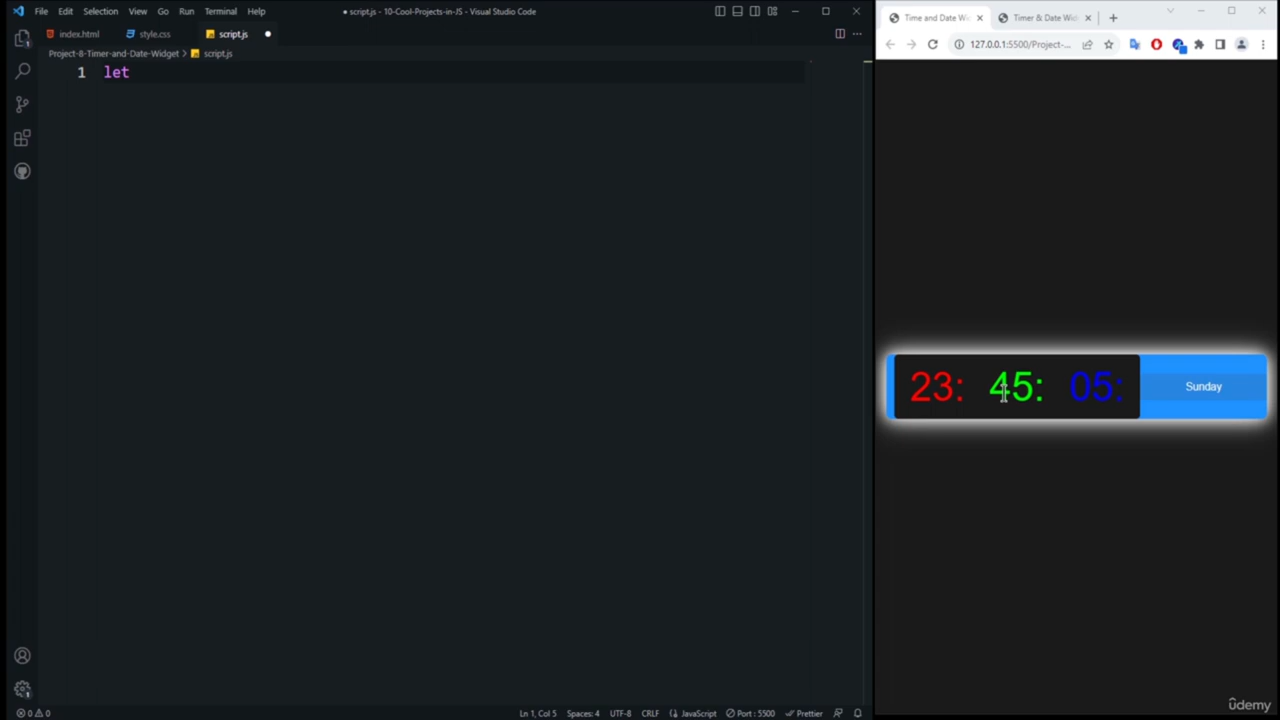 File Edit Selection View Go Run Terminal Help
● script.js - 10-Cool-Projects-in-JS - Visual Studio Code
index.html style.css script.js
Project-8-Timer-and-Date-Widget > script.js
1 let
Ln 1, Col 5 Spaces: 4 UTF-8 CRLF JavaScript Port : 5500 Prettier
0 0
Time and Date Wi
Timer & Date Wid
127.0.0.1:5500/Project-...
23: 45: 05:
Sunday
ûdemy